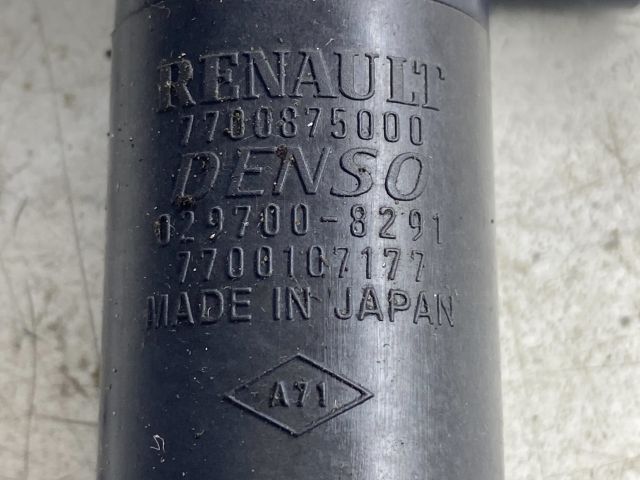 RENAULT
7700875000
DENSO
029700-8291
7700107177
MADE IN JAPAN
A71